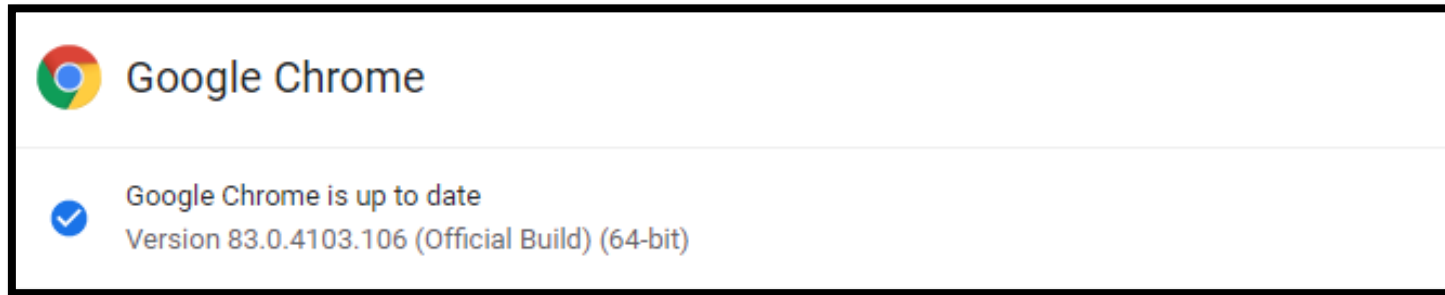 Google Chrome
Google Chrome is up to date
Version 83.0.4103.106 (Official Build) (64-bit)